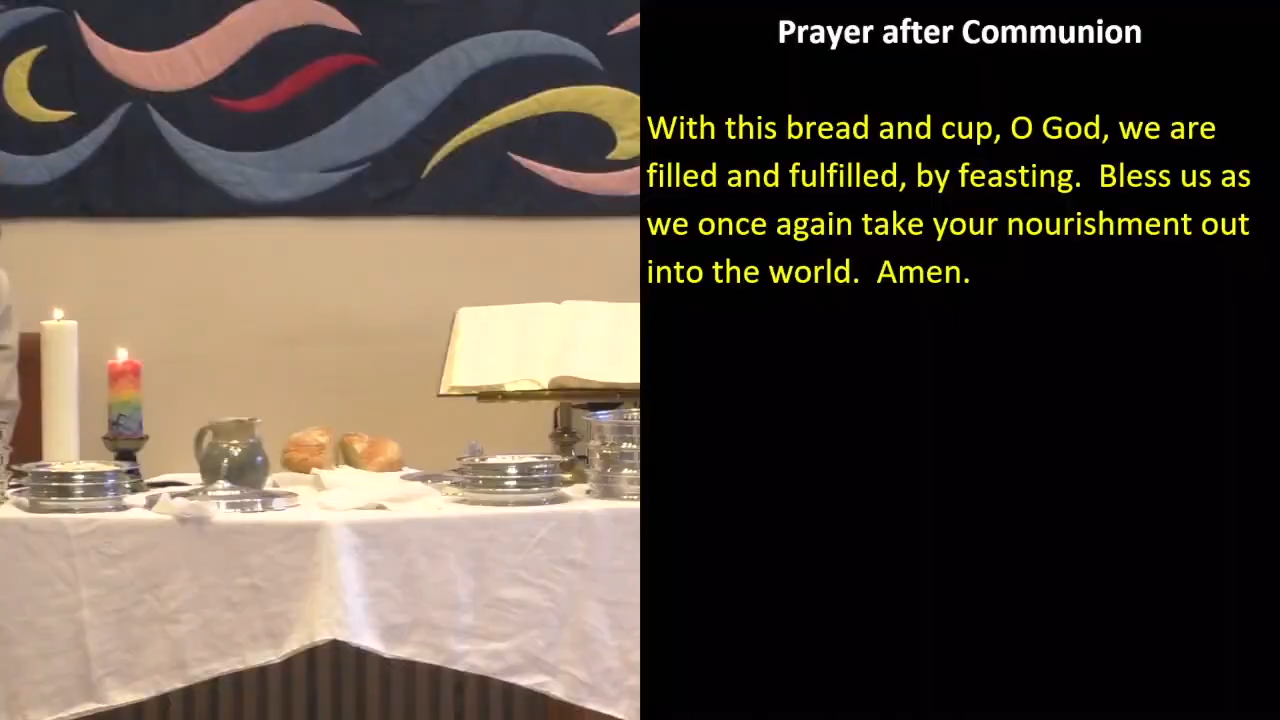 Prayer after Communion
With this bread and cup, O God, we are
filled and fulfilled, by feasting.  Bless us as
we once again take your nourishment out
into the world.  Amen.